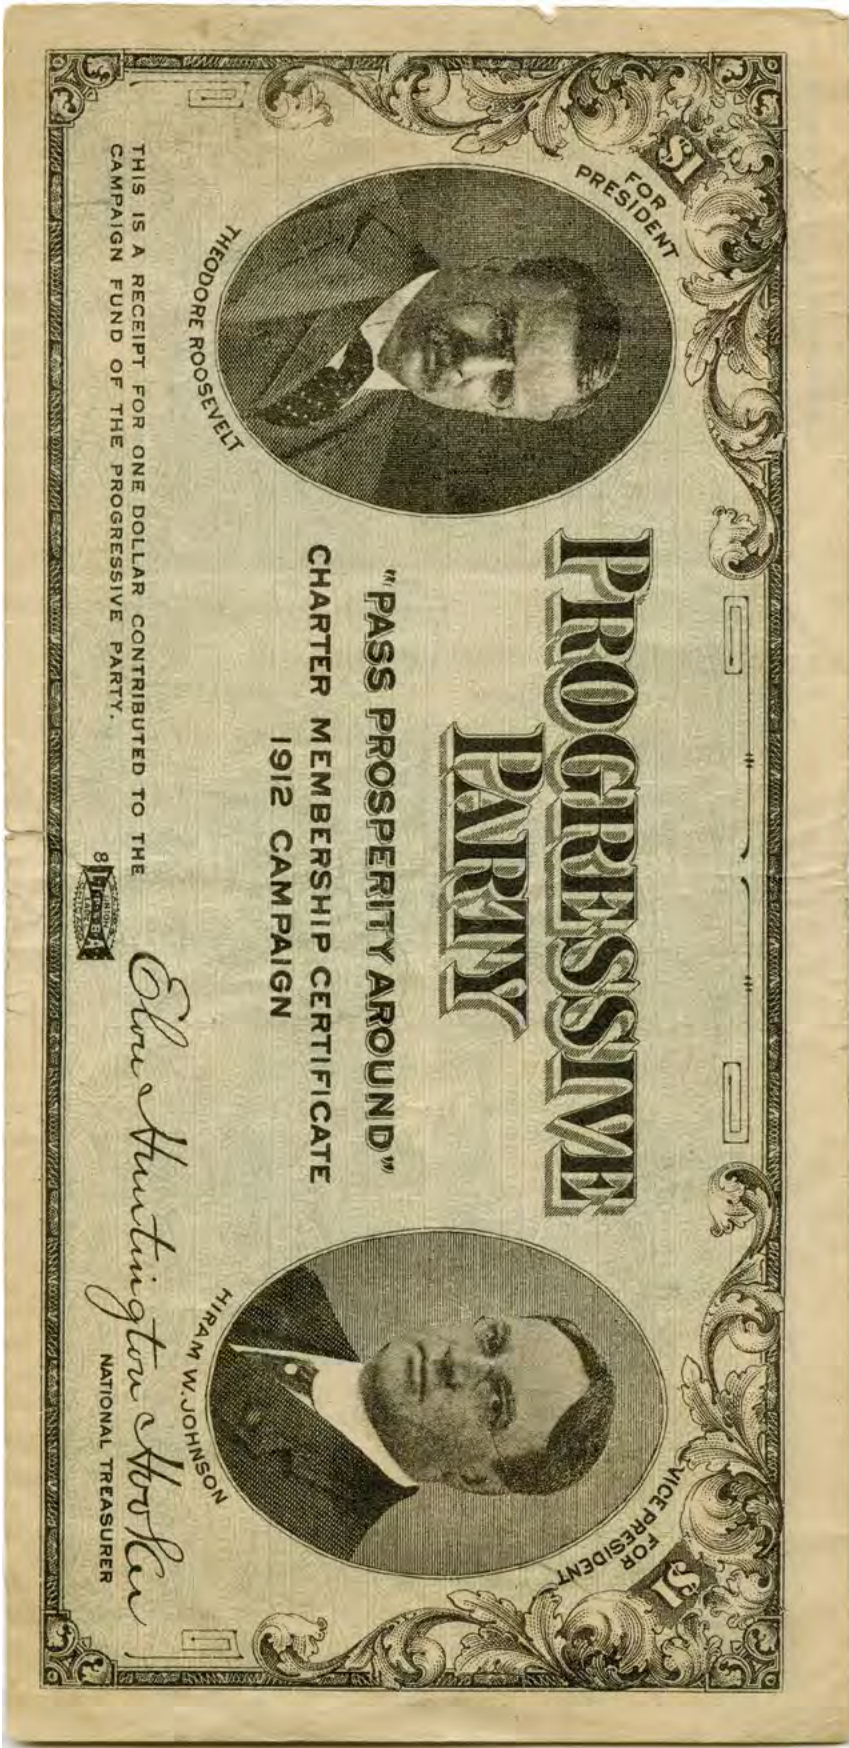 $1
FOR
PRESIDENT
THEODORE ROOSEVELT
PROGRESSIVE
PARTY
"PASS PROSPERITY AROUND"
CHARTER MEMBERSHIP CERTIFICATE
1912 CAMPAIGN
$1
FOR
VICE PRESIDENT
HIRAM W. JOHNSON
THIS IS A RECEIPT FOR ONE DOLLAR CONTRIBUTED TO THE
CAMPAIGN FUND OF THE PROGRESSIVE PARTY.
8
UNION
Elon Huntington Hooker
NATIONAL TREASURER